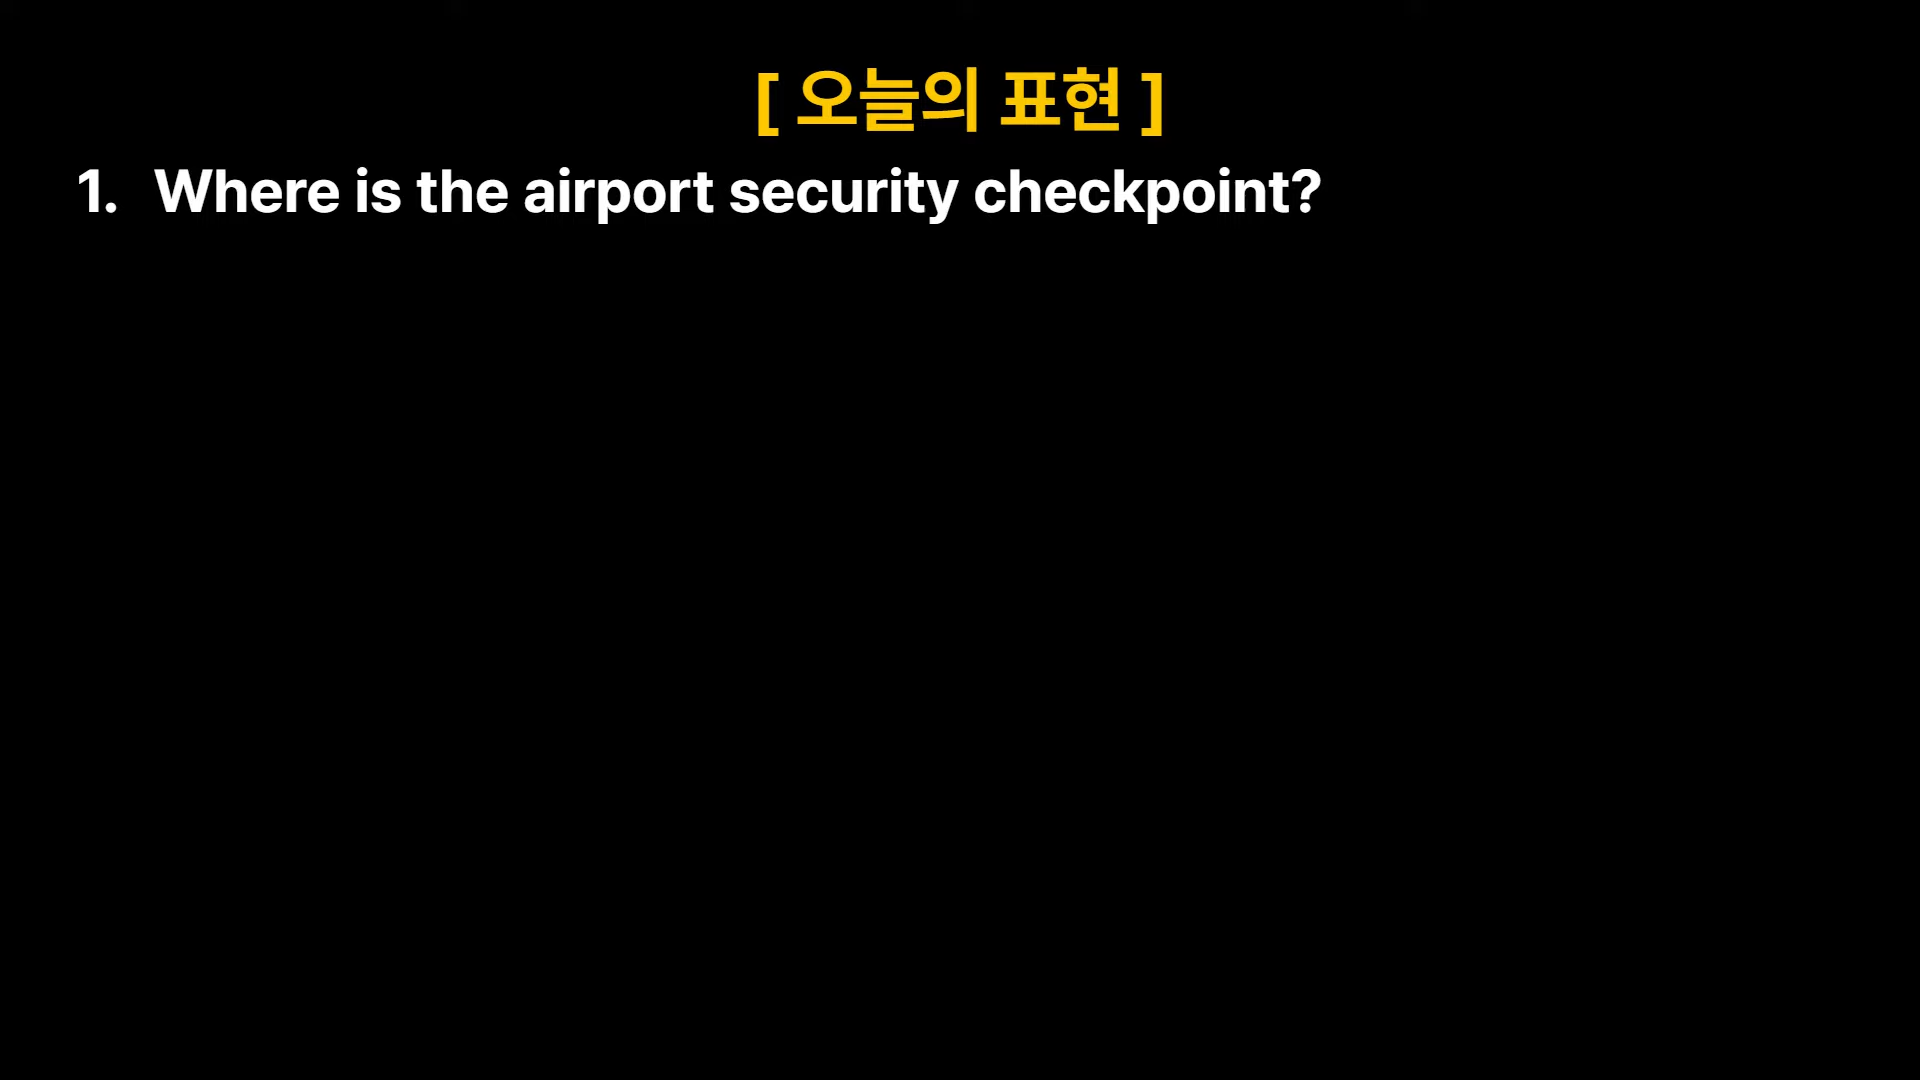 [ 오늘의 표현 ]
1. Where is the airport security checkpoint?